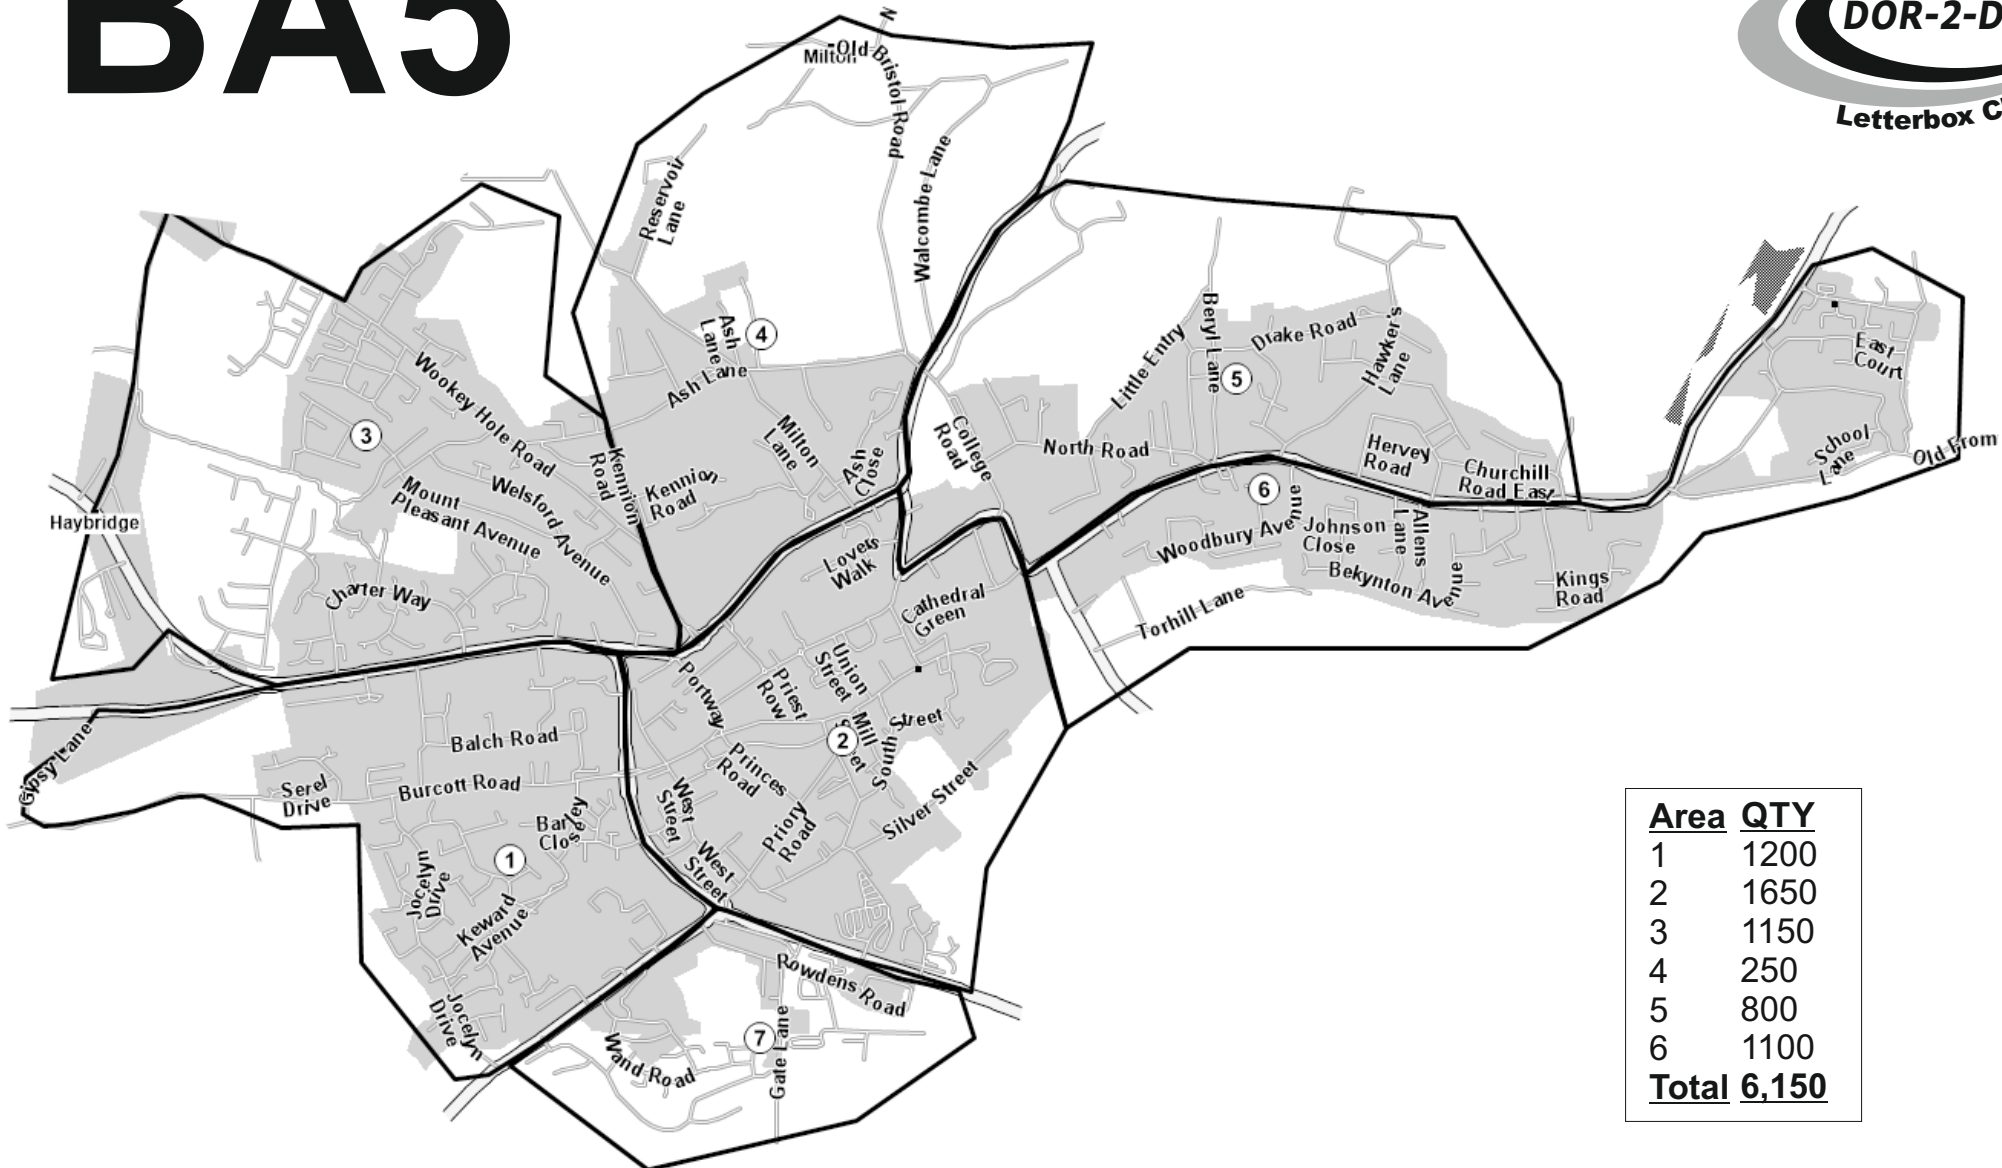 BA5
DOR-2-D
Letterbox C
N
Milton
Old Bristol Road
Walcombe Lane
Reservoir
Lane
Ash
Lane
4
Ash Lane
Milton
Lane
Ash
Close
College
Road
Kennion
Road
Kennion
Road
Wookey Hole Road
3
Mount
Pleasant Avenue
Welsford Avenue
Charter Way
Haybridge
Lovers
Walk
Cathedral
Green
Little Entry
Beryl Lane
5
Drake Road
Hawker's
Lane
North Road
Hervey
Road
Churchill
Road East
6
Woodbury Avenue
Johnson
Close
Allens
Lane
Bekynton Avenue
Kings
Road
Torhill Lane
East
Court
School
Lane
Old From
Gipsy Lane
Balch Road
Burcott Road
Serel
Drive
Barley
Close
1
Jocelyn
Drive
Keward
Avenue
Jocelyn
Drive
Portway
Priest
Row
Union
Street
Mill
Street
2
South Street
Silver Street
Princes
Road
Priory
Road
West
Street
West
Street
Rowdens Road
7
Gate Lane
Wand Road
Area QTY
1 1200
2 1650
3 1150
4 250
5 800
6 1100
Total 6,150